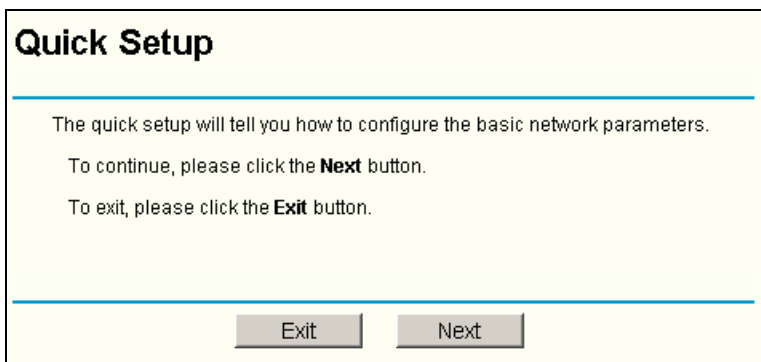 Quick Setup
The quick setup will tell you how to configure the basic network parameters.
To continue, please click the Next button.
To exit, please click the Exit button.
Exit Next